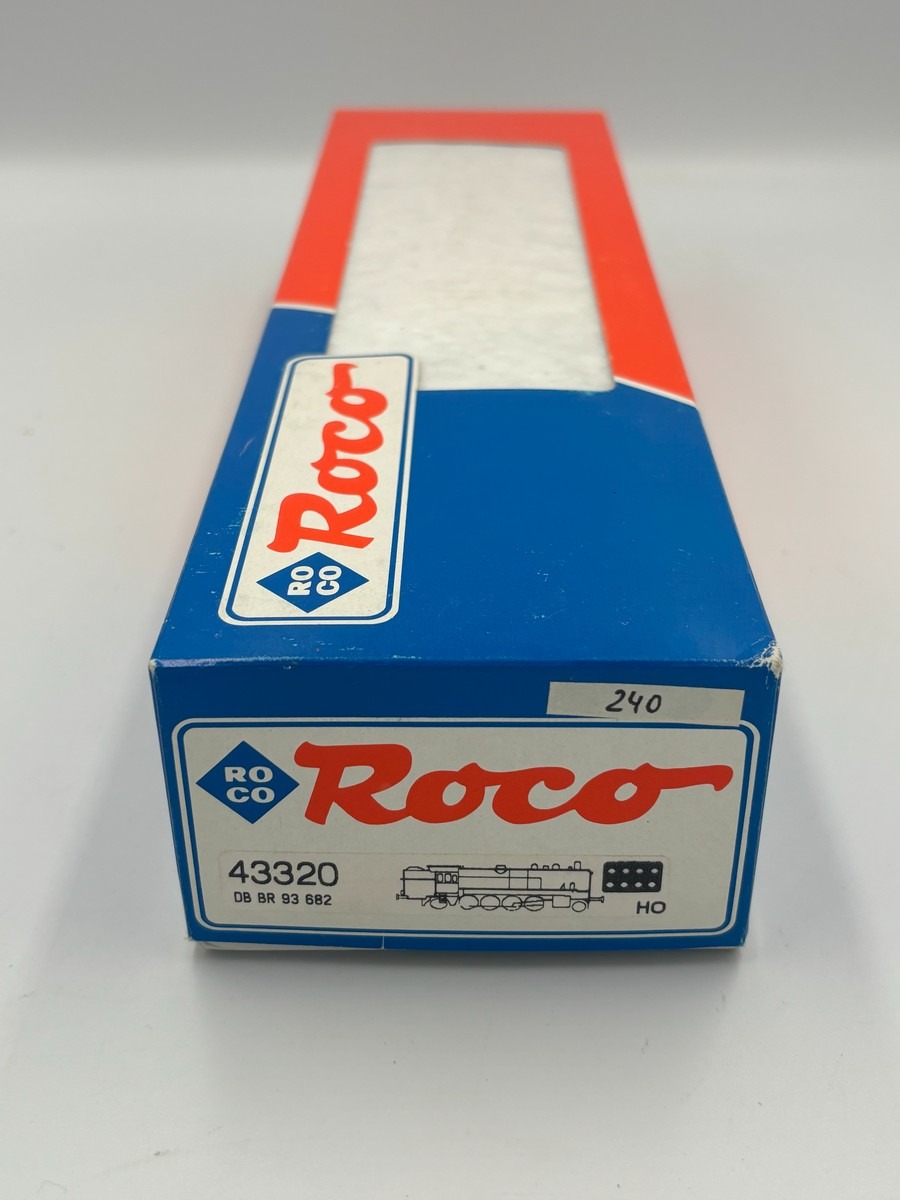 Roco
RO
CO
240
RO
CO
Roco
43320
DB BR 93 682
HO